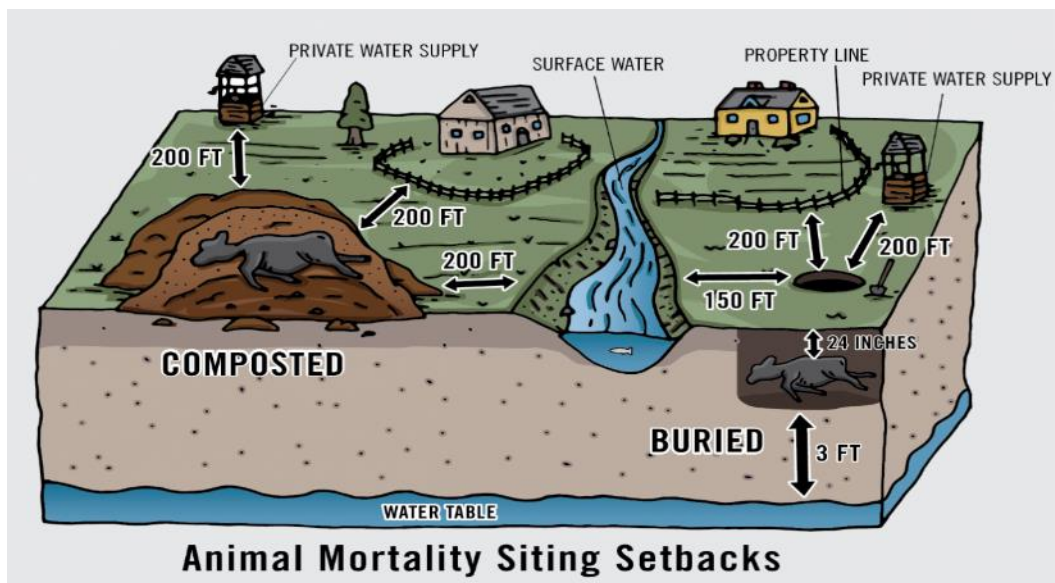 PRIVATE WATER SUPPLY
SURFACE WATER
PROPERTY LINE
PRIVATE WATER SUPPLY
200 FT
200 FT
200 FT
200 FT
200 FT
150 FT
24 INCHES
COMPOSTED
BURIED
3 FT
WATER TABLE
Animal Mortality Siting Setbacks